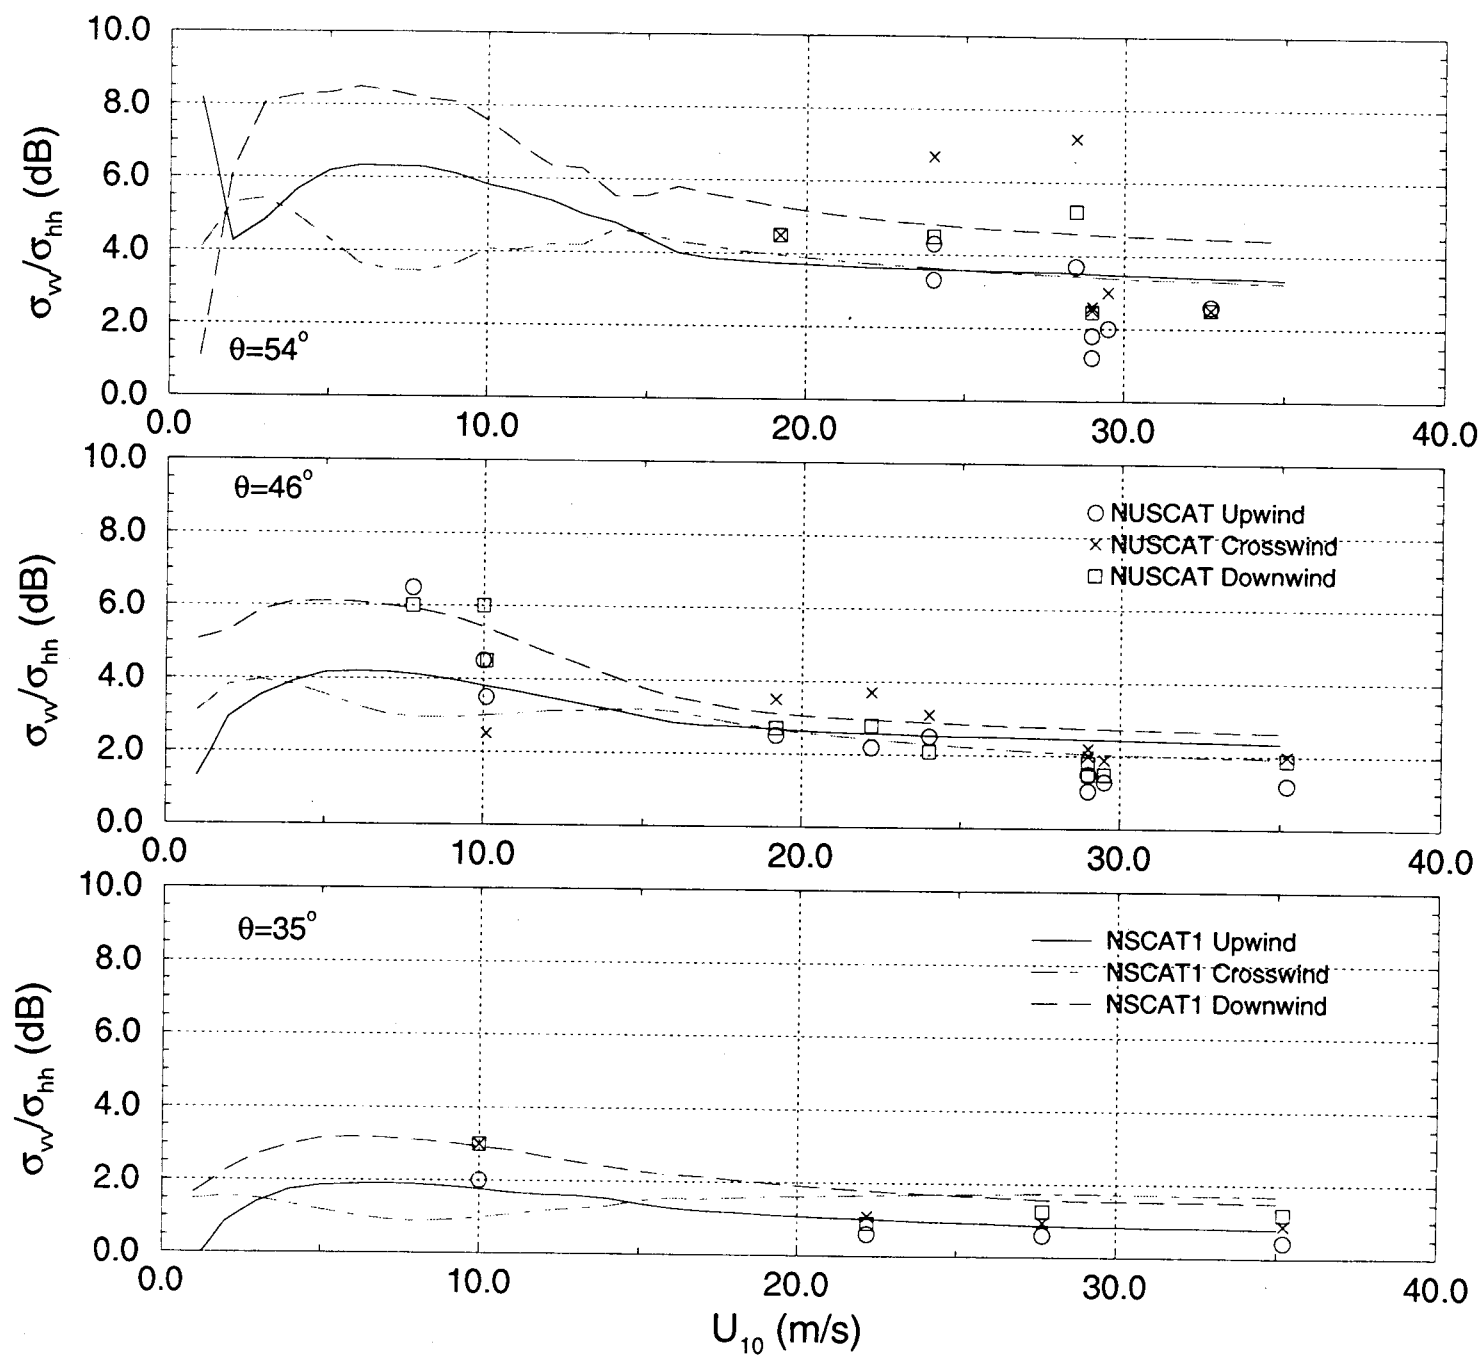 10.0
8.0
6.0
4.0
2.0
0.0
σvv/σhh (dB)
θ=54°
0.0 10.0 20.0 30.0 40.0
10.0
8.0
6.0
4.0
2.0
0.0
σvv/σhh (dB)
θ=46°
NUSCAT Upwind
NUSCAT Crosswind
NUSCAT Downwind
0.0 10.0 20.0 30.0 40.0
10.0
8.0
6.0
4.0
2.0
0.0
σvv/σhh (dB)
θ=35°
NSCAT1 Upwind
NSCAT1 Crosswind
NSCAT1 Downwind
0.0 10.0 20.0 30.0 40.0
U10 (m/s)